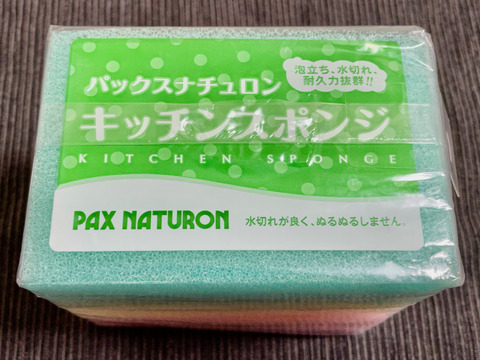 泡立ち、水切れ、
耐久力抜群!!
パックスナチュロン
キッチンスポンジ
KITCHEN SPONGE
PAX NATURON
水切れが良く、ぬるぬるしません。